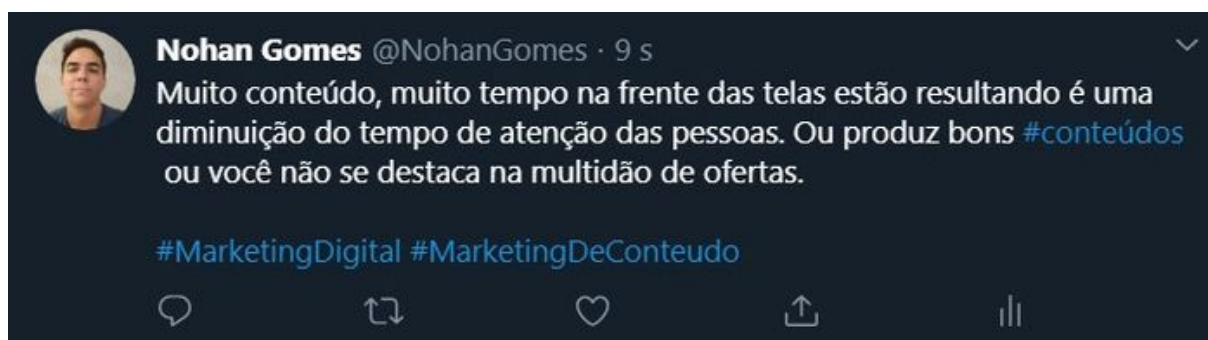 Nohan Gomes @NohanGomes · 9 s
Muito conteúdo, muito tempo na frente das telas estão resultando é uma
diminuição do tempo de atenção das pessoas. Ou produz bons #conteúdos
ou você não se destaca na multidão de ofertas.
#MarketingDigital #MarketingDeConteudo